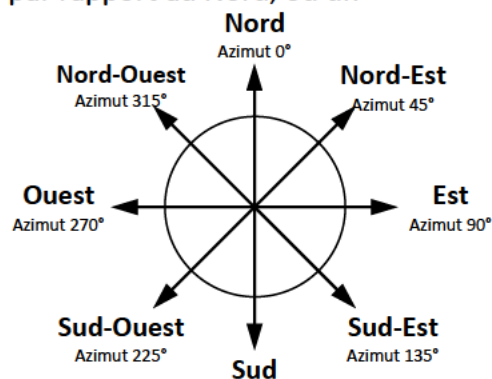 Nord
Azimut 0°
Nord-Ouest
Azimut 315°
Nord-Est
Azimut 45°
Ouest
Azimut 270°
Est
Azimut 90°
Sud-Ouest
Azimut 225°
Sud-Est
Azimut 135°
Sud